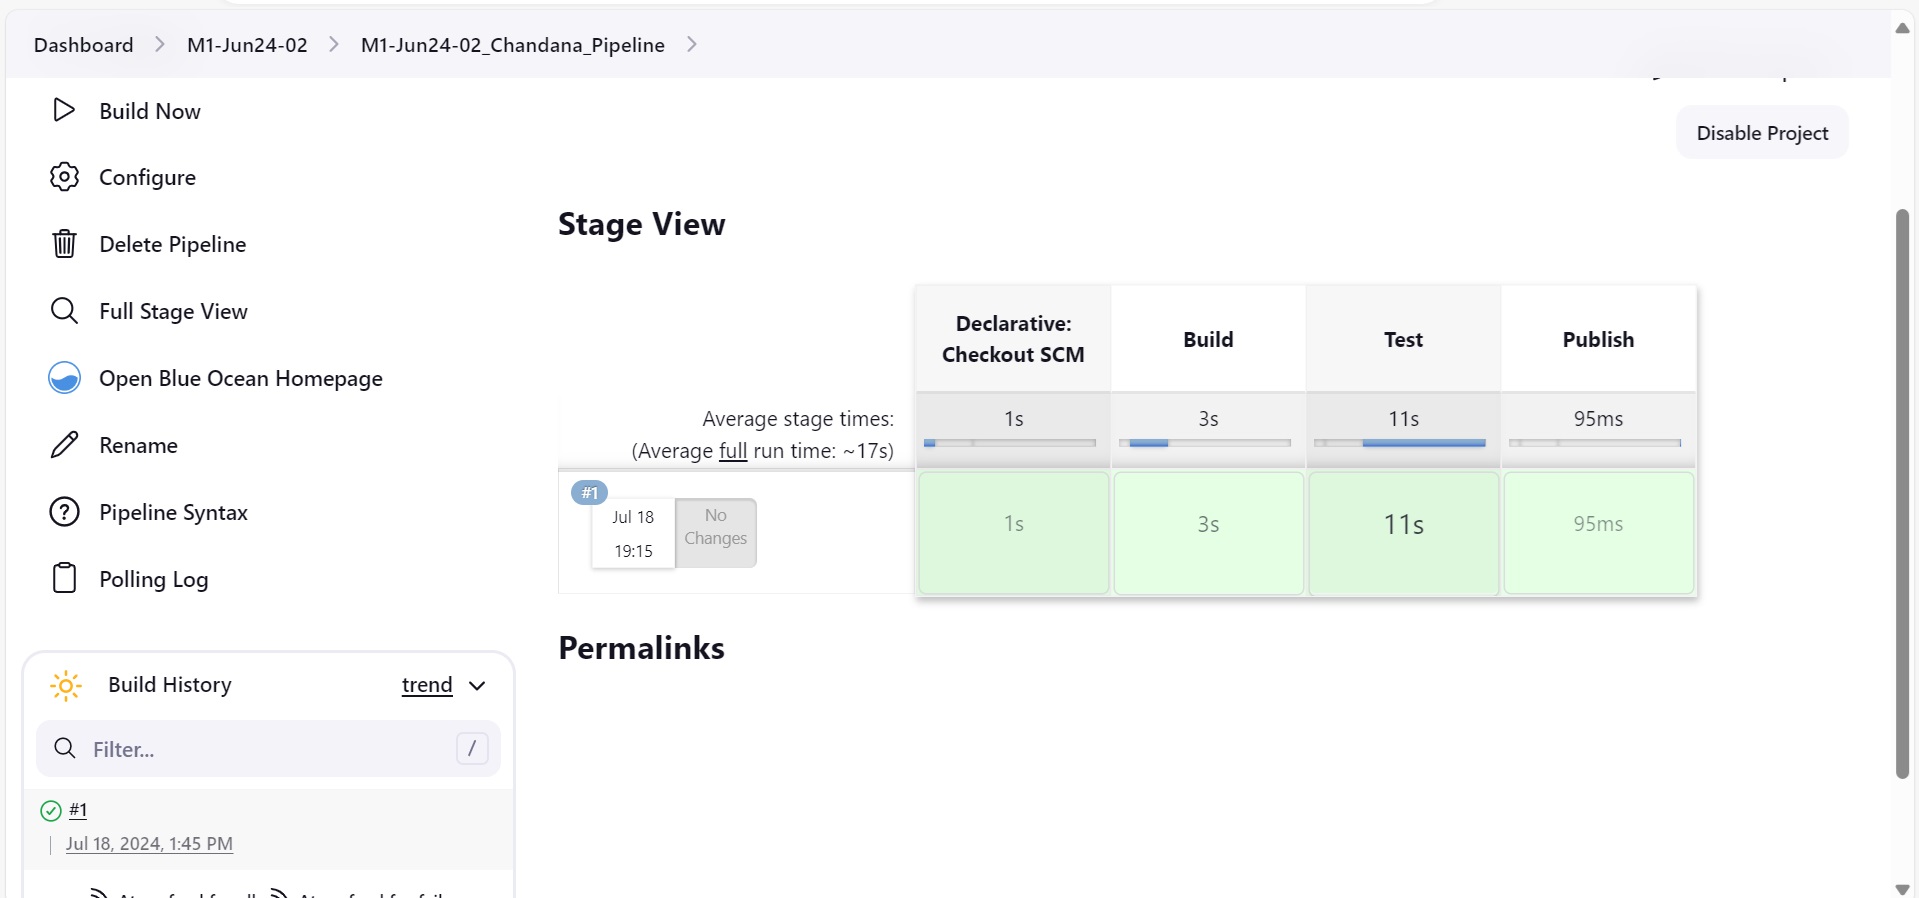 Dashboard > M1-Jun24-02 > M1-Jun24-02_Chandana_Pipeline >
Build Now
Configure
Delete Pipeline
Full Stage View
Open Blue Ocean Homepage
Rename
Pipeline Syntax
Polling Log
Build History
trend
Filter...
/
#1
Jul 18, 2024, 1:45 PM
Disable Project
Stage View
Declarative:
Checkout SCM
Build
Test
Publish
Average stage times:
(Average full run time: ~17s)
1s
3s
11s
95ms
#1
Jul 18
19:15
No
Changes
1s
3s
11s
95ms
Permalinks